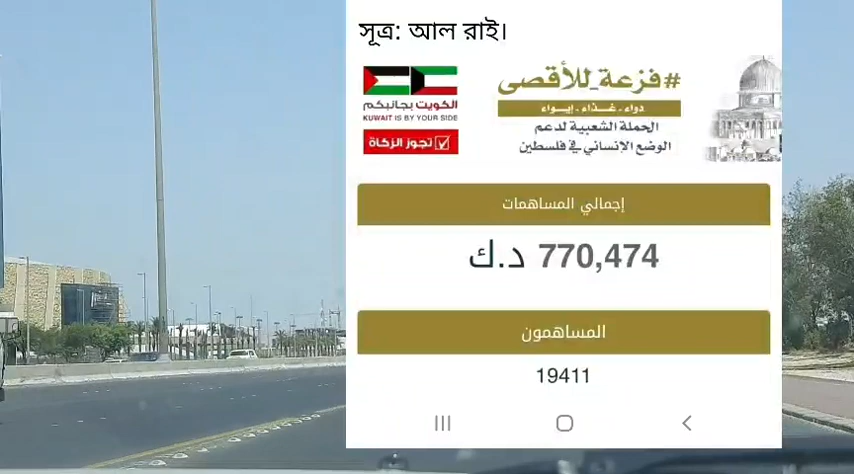 সূত্র: আল রাই।
#فزعة_للأقصى
دواء . غذاء . إيواء
الحملة الشعبية لدعم
الوضع الإنساني في فلسطين
الكويت بجانبكم
KUWAIT IS BY YOUR SIDE
تجوز الزكاة
إجمالي المساهمات
770,474 د.ك
المساهمون
19411